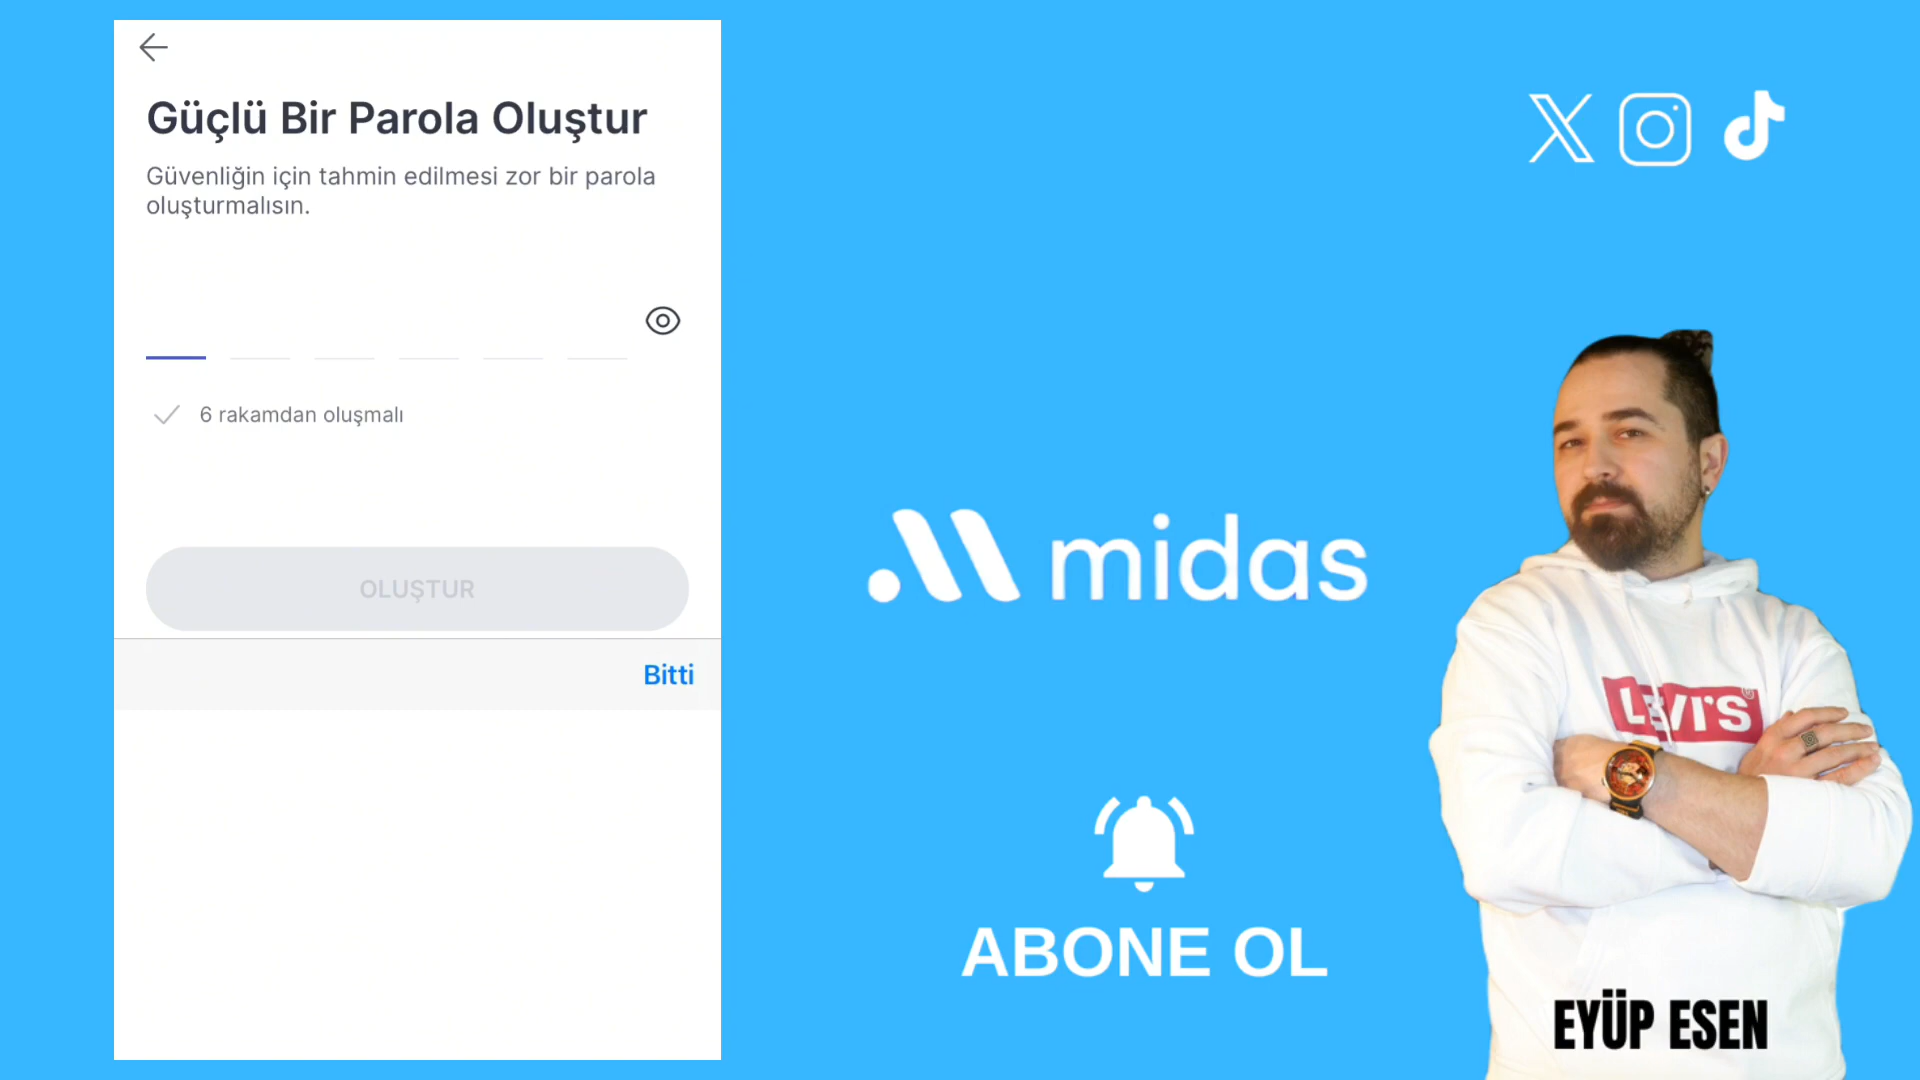 Güçlü Bir Parola Oluştur
Güvenliğin için tahmin edilmesi zor bir parola
oluşturmalısın.
6 rakamdan oluşmalı
OLUŞTUR
Bitti
midas
ABONE OL
LEVI'S®
EYÜP ESEN